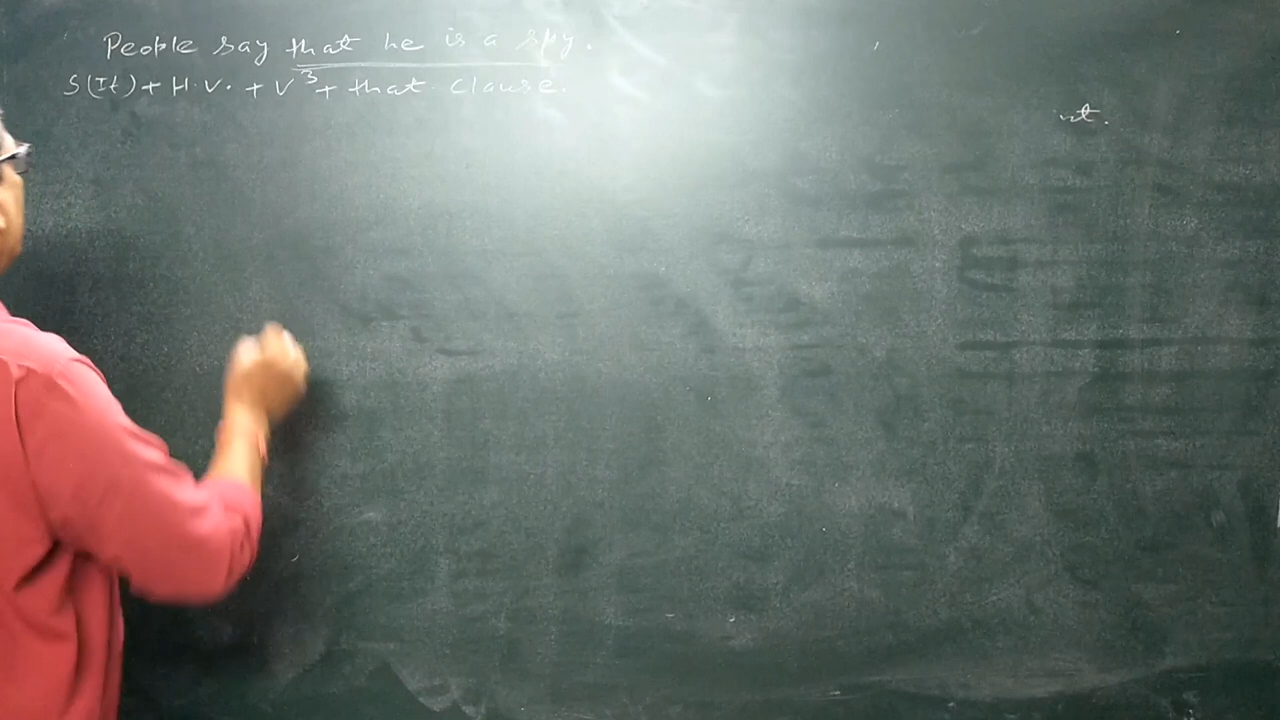 People say that he is a spy.
S(It) + H.V. + V³ + that clause.